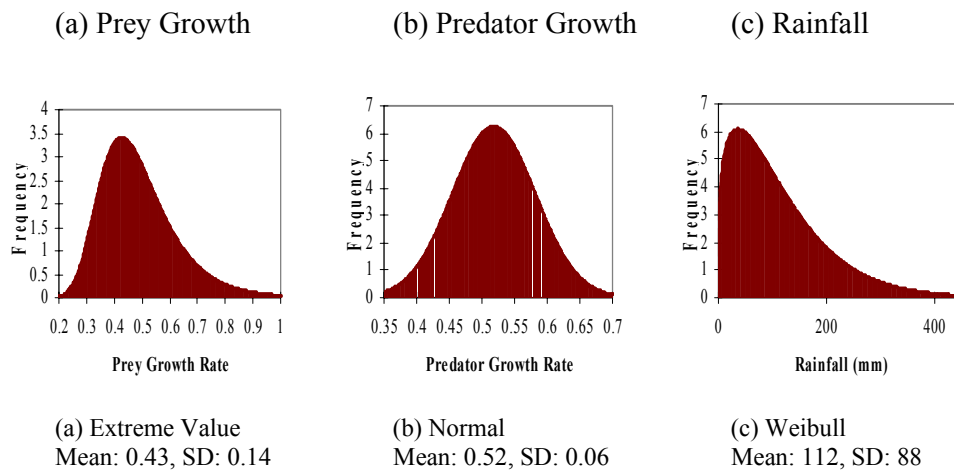 (a) Prey Growth
(b) Predator Growth
(c) Rainfall
Frequency
4
3.5
3
2.5
2
1.5
1
0.5
0
0.2 0.3 0.4 0.5 0.6 0.7 0.8 0.9 1
Prey Growth Rate
Frequency
7
6
5
4
3
2
1
0
0.35 0.4 0.45 0.5 0.55 0.6 0.65 0.7
Predator Growth Rate
Frequency
7
6
5
4
3
2
1
0
0 200 400
Rainfall (mm)
(a) Extreme Value
Mean: 0.43, SD: 0.14
(b) Normal
Mean: 0.52, SD: 0.06
(c) Weibull
Mean: 112, SD: 88